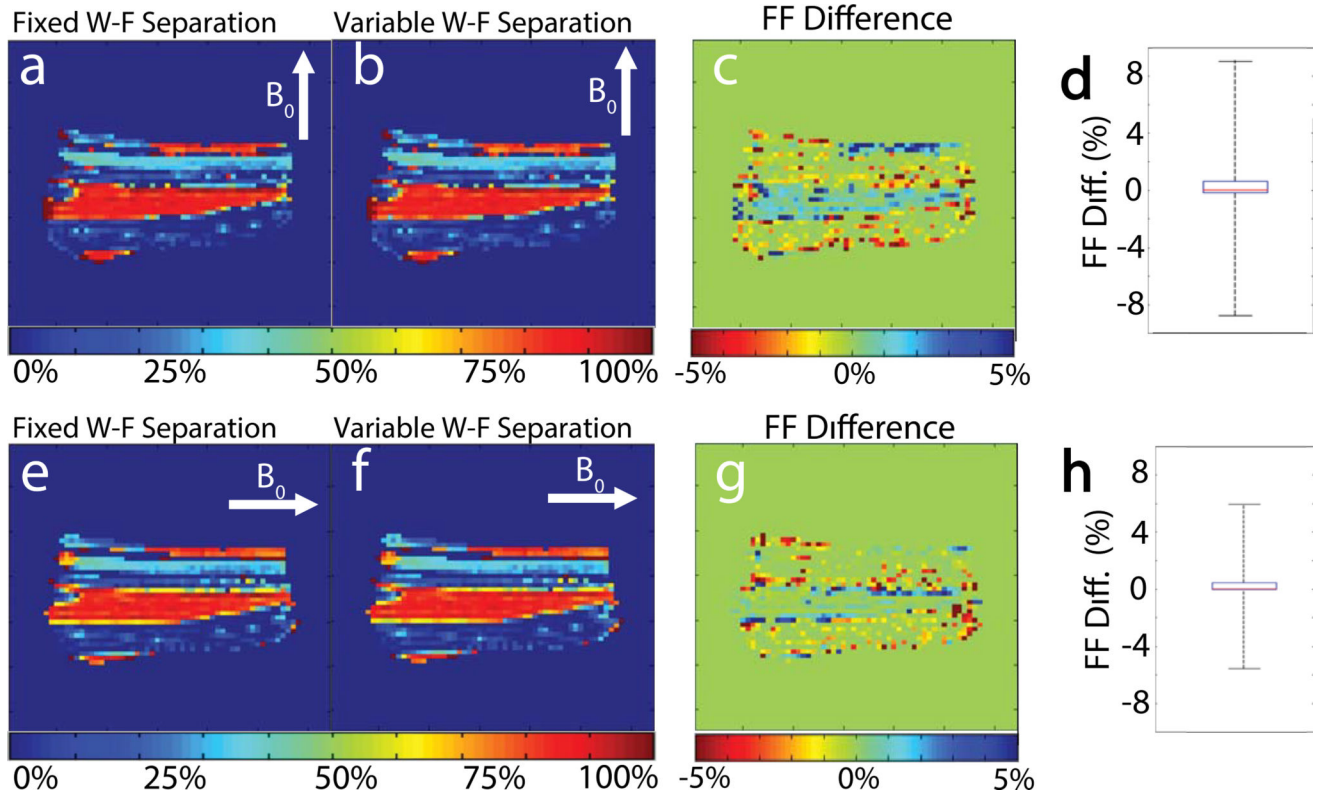 Fixed W-F Separation
Variable W-F Separation
FF Difference
a
B0
b
B0
c
d
8
4
0
-4
-8
FF Diff. (%)
0%
25%
50%
75%
100%
-5%
0%
5%
Fixed W-F Separation
Variable W-F Separation
FF Difference
e
B0
f
B0
g
h
8
4
0
-4
-8
FF Diff. (%)
0%
25%
50%
75%
100%
-5%
0%
5%